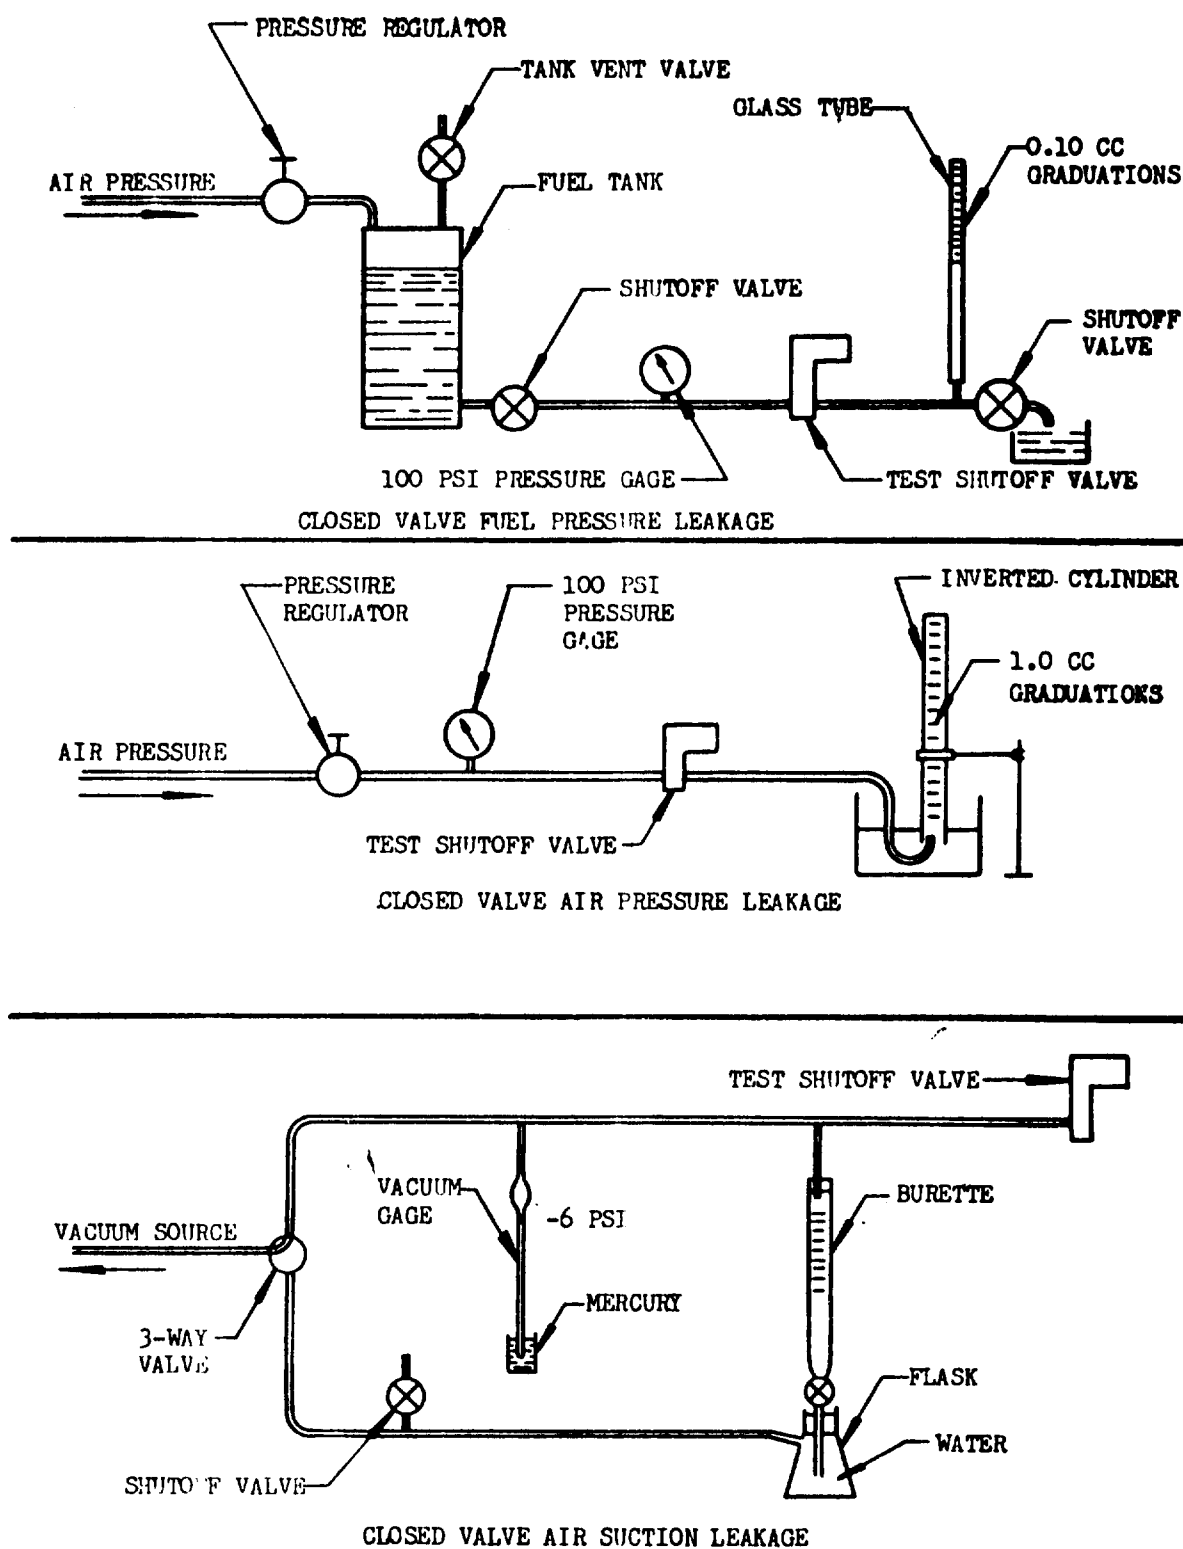 PRESSURE REGULATOR
TANK VENT VALVE
GLASS TUBE
0.10 CC
GRADUATIONS
AIR PRESSURE
FUEL TANK
SHUTOFF VALVE
SHUTOFF
VALVE
100 PSI PRESSURE GAGE
TEST SHUTOFF VALVE
CLOSED VALVE FUEL PRESSURE LEAKAGE
PRESSURE
REGULATOR
100 PSI
PRESSURE
GAGE
INVERTED CYLINDER
1.0 CC
GRADUATIONS
AIR PRESSURE
TEST SHUTOFF VALVE
CLOSED VALVE AIR PRESSURE LEAKAGE
TEST SHUTOFF VALVE
VACUUM
GAGE
-6 PSI
BURETTE
VACUUM SOURCE
MERCURY
3-WAY
VALVE
FLASK
WATER
SHUTOFF VALVE
CLOSED VALVE AIR SUCTION LEAKAGE